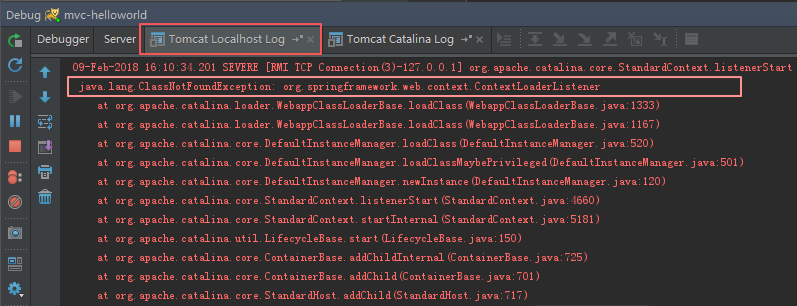 Debug mvc-helloworld
Debugger Server Tomcat Localhost Log Tomcat Catalina Log
09-Feb-2018 16:10:34.201 SEVERE [RMI TCP Connection(3)-127.0.0.1] org.apache.catalina.core.StandardContext.listenerStart
java.lang.ClassNotFoundException: org.springframework.web.context.ContextLoaderListener
at org.apache.catalina.loader.WebappClassLoaderBase.loadClass(WebappClassLoaderBase.java:1333)
at org.apache.catalina.loader.WebappClassLoaderBase.loadClass(WebappClassLoaderBase.java:1167)
at org.apache.catalina.core.DefaultInstanceManager.loadClass(DefaultInstanceManager.java:520)
at org.apache.catalina.core.DefaultInstanceManager.loadClassMaybePrivileged(DefaultInstanceManager.java:501)
at org.apache.catalina.core.DefaultInstanceManager.newInstance(DefaultInstanceManager.java:120)
at org.apache.catalina.core.StandardContext.listenerStart(StandardContext.java:4660)
at org.apache.catalina.core.StandardContext.startInternal(StandardContext.java:5181)
at org.apache.catalina.util.LifecycleBase.start(LifecycleBase.java:150)
at org.apache.catalina.core.ContainerBase.addChildInternal(ContainerBase.java:725)
at org.apache.catalina.core.ContainerBase.addChild(ContainerBase.java:701)
at org.apache.catalina.core.StandardHost.addChild(StandardHost.java:717)